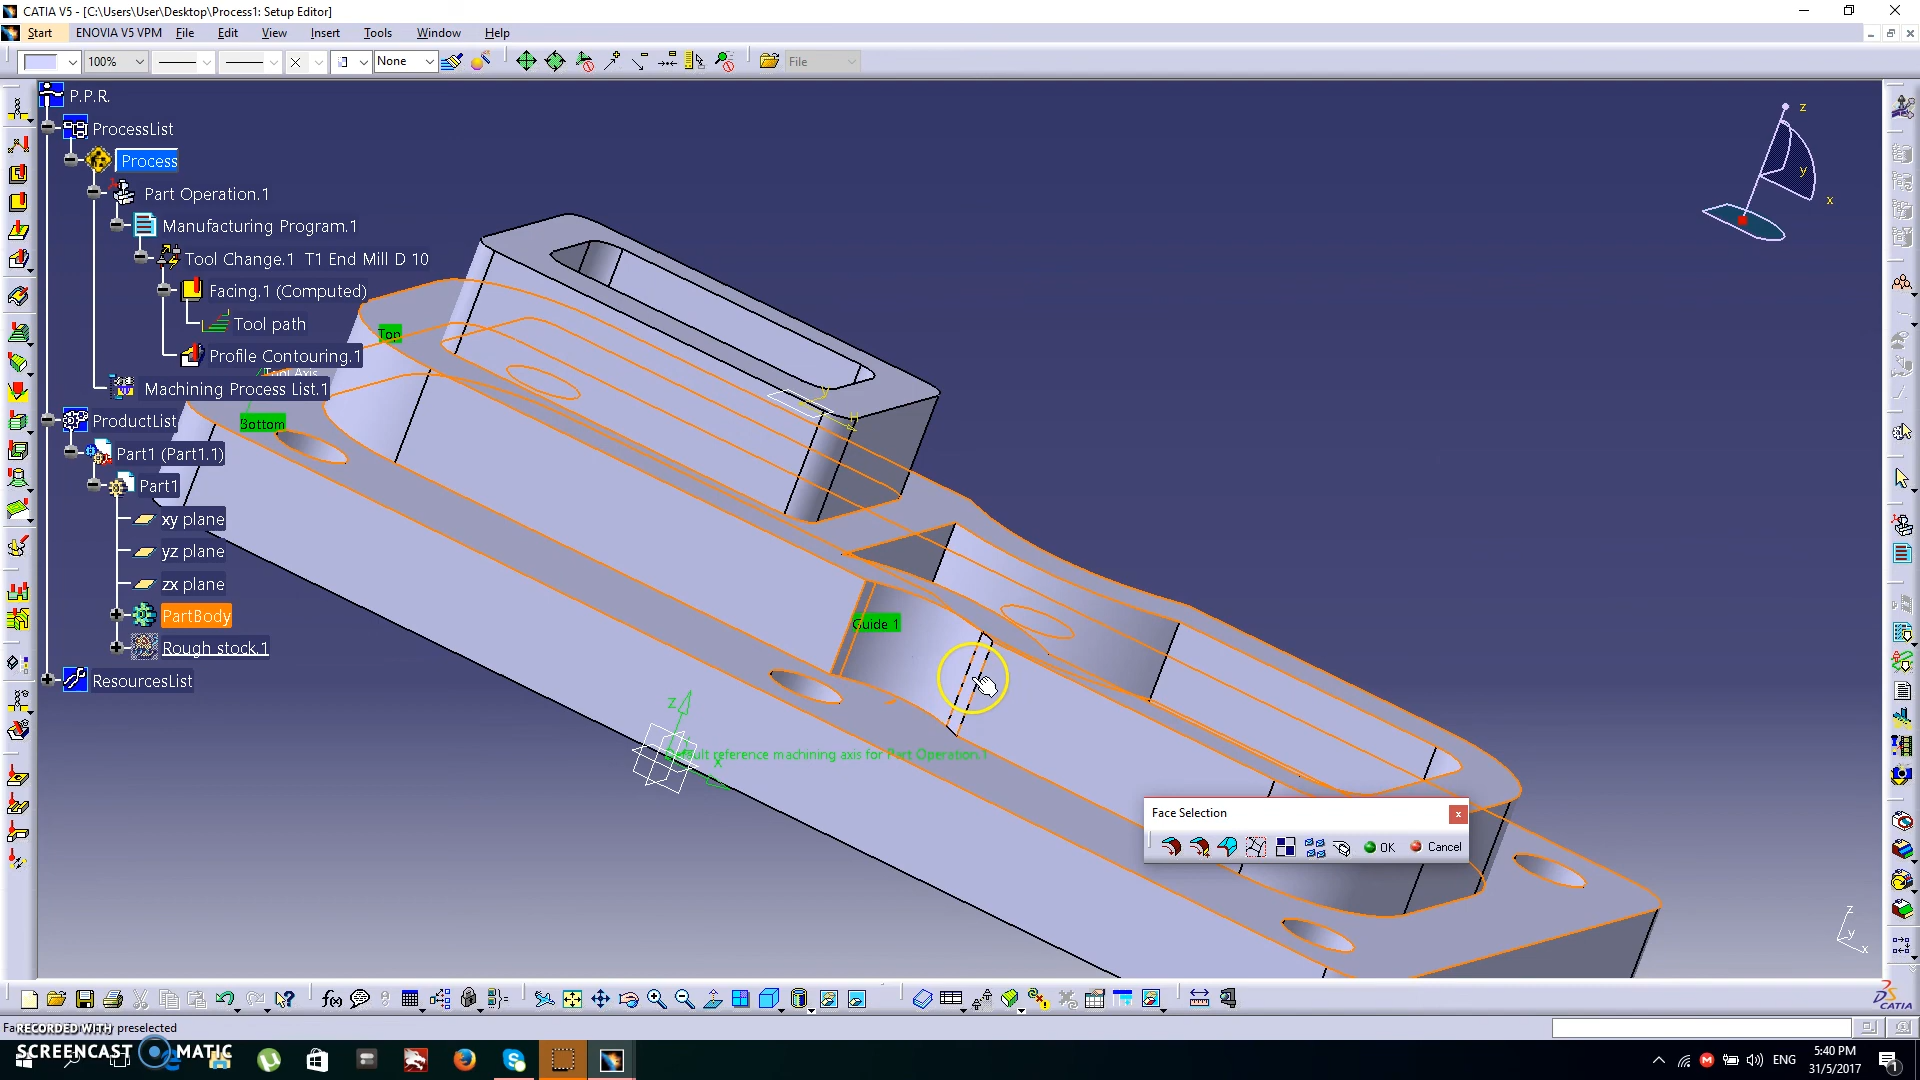 CATIA V5 - [C:\Users\User\Desktop\Process1: Setup Editor]
Start ENOVIA V5 VPM File Edit View Insert Tools Window Help
100% None File
P.P.R.
ProcessList
Process
Part Operation.1
Manufacturing Program.1
Tool Change.1 T1 End Mill D 10
Facing.1 (Computed)
Tool path
Profile Contouring.1
Machining Process List.1
ProductList
Part1 (Part1.1)
Part1
xy plane
yz plane
zx plane
PartBody
Rough stock.1
ResourcesList
Top
Bottom
Guide 1
Default reference machining axis for Part Operation.1
z
y
x
z
x
z
y
x
Face Selection
OK Cancel
f(x)
CATIA
preselected
RECORDED WITH
SCREENCAST MATIC
ENG
5:40 PM
31/5/2017